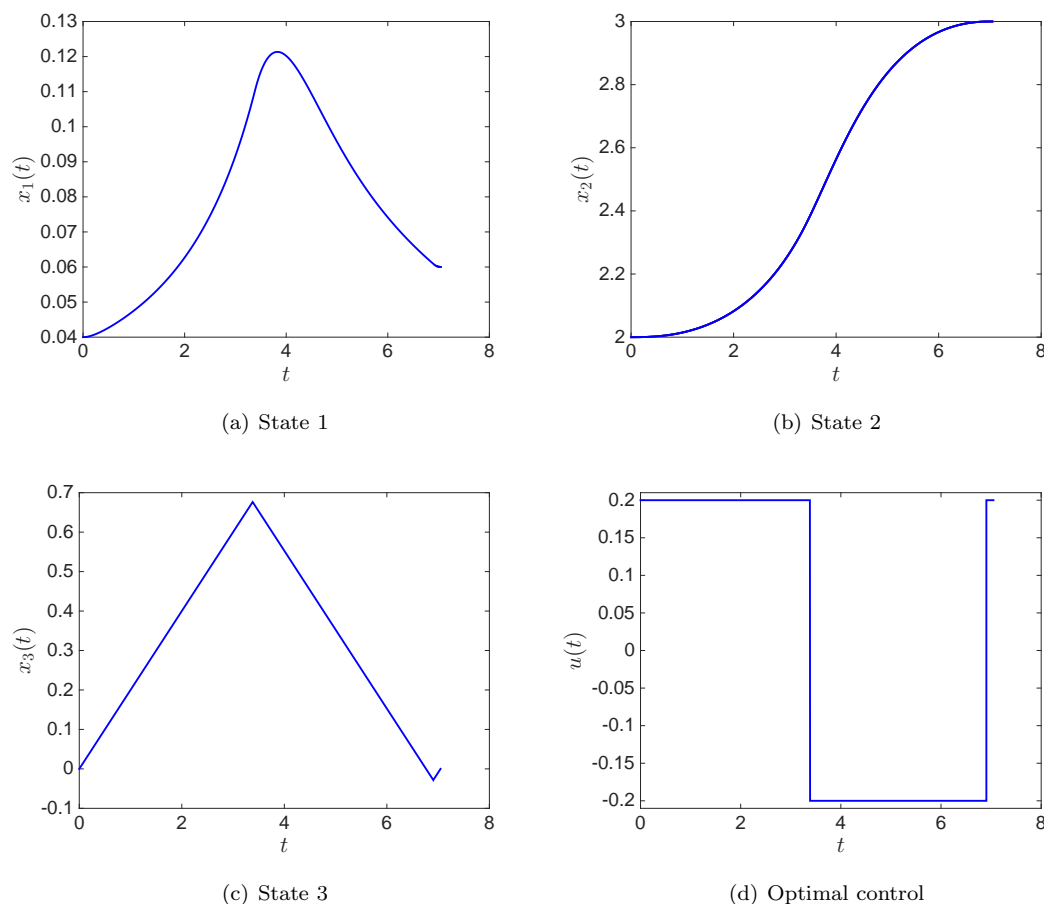 0.13
0.12
0.11
0.1
0.09
0.08
0.07
0.06
0.05
0.04
0 2 4 6 8
x₁(t)
t
(a) State 1
3
2.8
2.6
2.4
2.2
2
0 2 4 6 8
x₂(t)
t
(b) State 2
0.7
0.6
0.5
0.4
0.3
0.2
0.1
0
-0.1
0 2 4 6 8
x₃(t)
t
(c) State 3
0.2
0.15
0.1
0.05
0
-0.05
-0.1
-0.15
-0.2
0 2 4 6 8
u(t)
t
(d) Optimal control